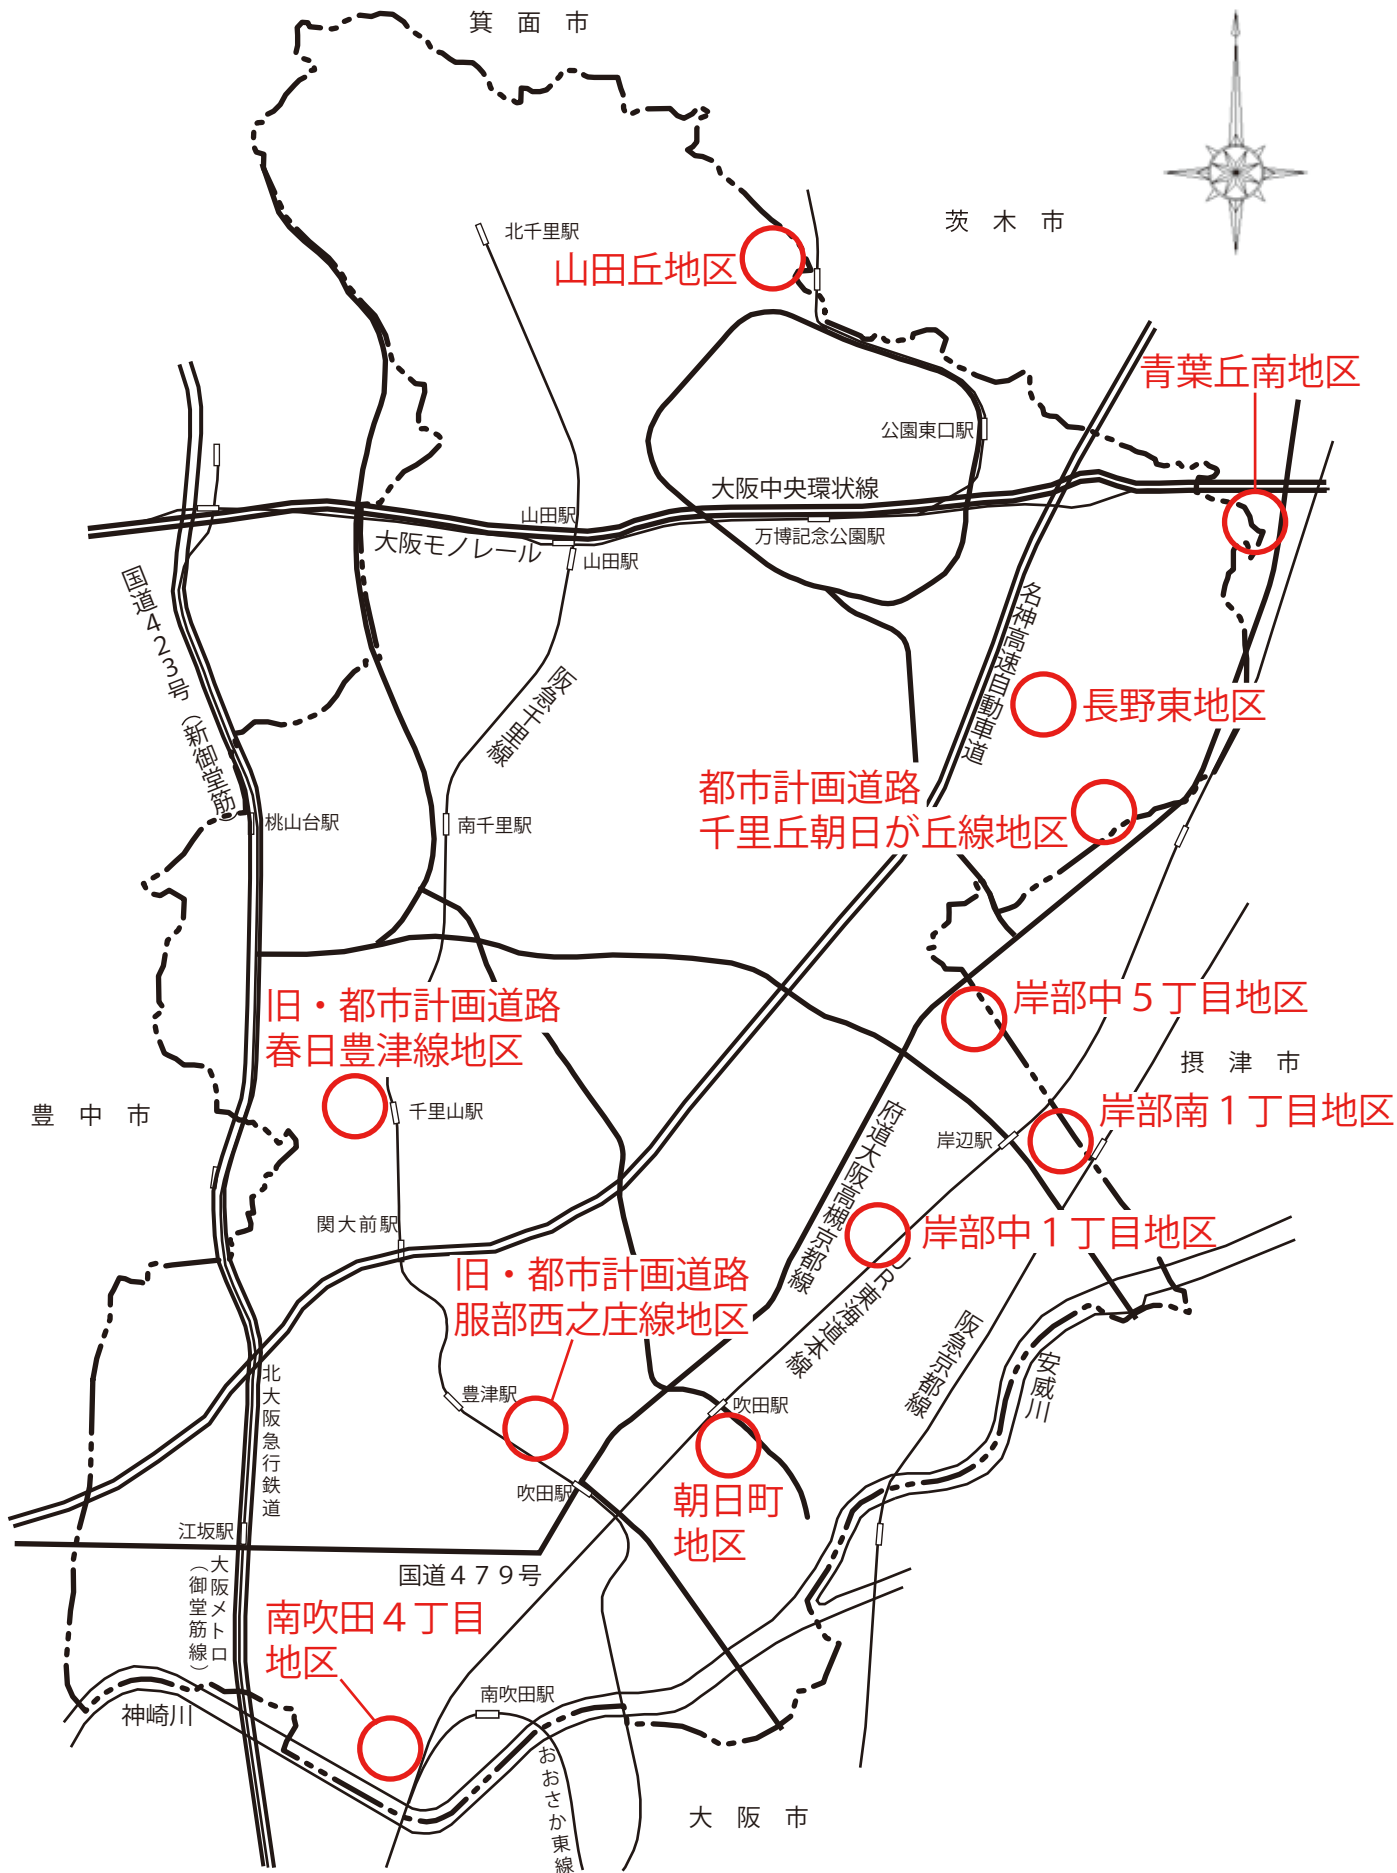 箕面市
茨木市
北千里駅
山田丘地区
青葉丘南地区
公園東口駅
大阪中央環状線
山田駅
万博記念公園駅
大阪モノレール
山田駅
国道423号（新御堂筋）
名神高速自動車道
阪急千里線
長野東地区
都市計画道路
千里丘朝日が丘線地区
桃山台駅
南千里駅
旧・都市計画道路
春日豊津線地区
岸部中５丁目地区
摂津市
豊中市
千里山駅
府道大阪高槻京都線
岸辺駅
岸部南１丁目地区
関大前駅
岸部中１丁目地区
旧・都市計画道路
服部西之庄線地区
JR東海道本線
阪急京都線
安威川
北大阪急行鉄道
豊津駅
吹田駅
吹田駅
朝日町
地区
江坂駅
国道４７９号
大阪メトロ
（御堂筋線）
南吹田４丁目
地区
南吹田駅
神崎川
おおさか東線
大阪市